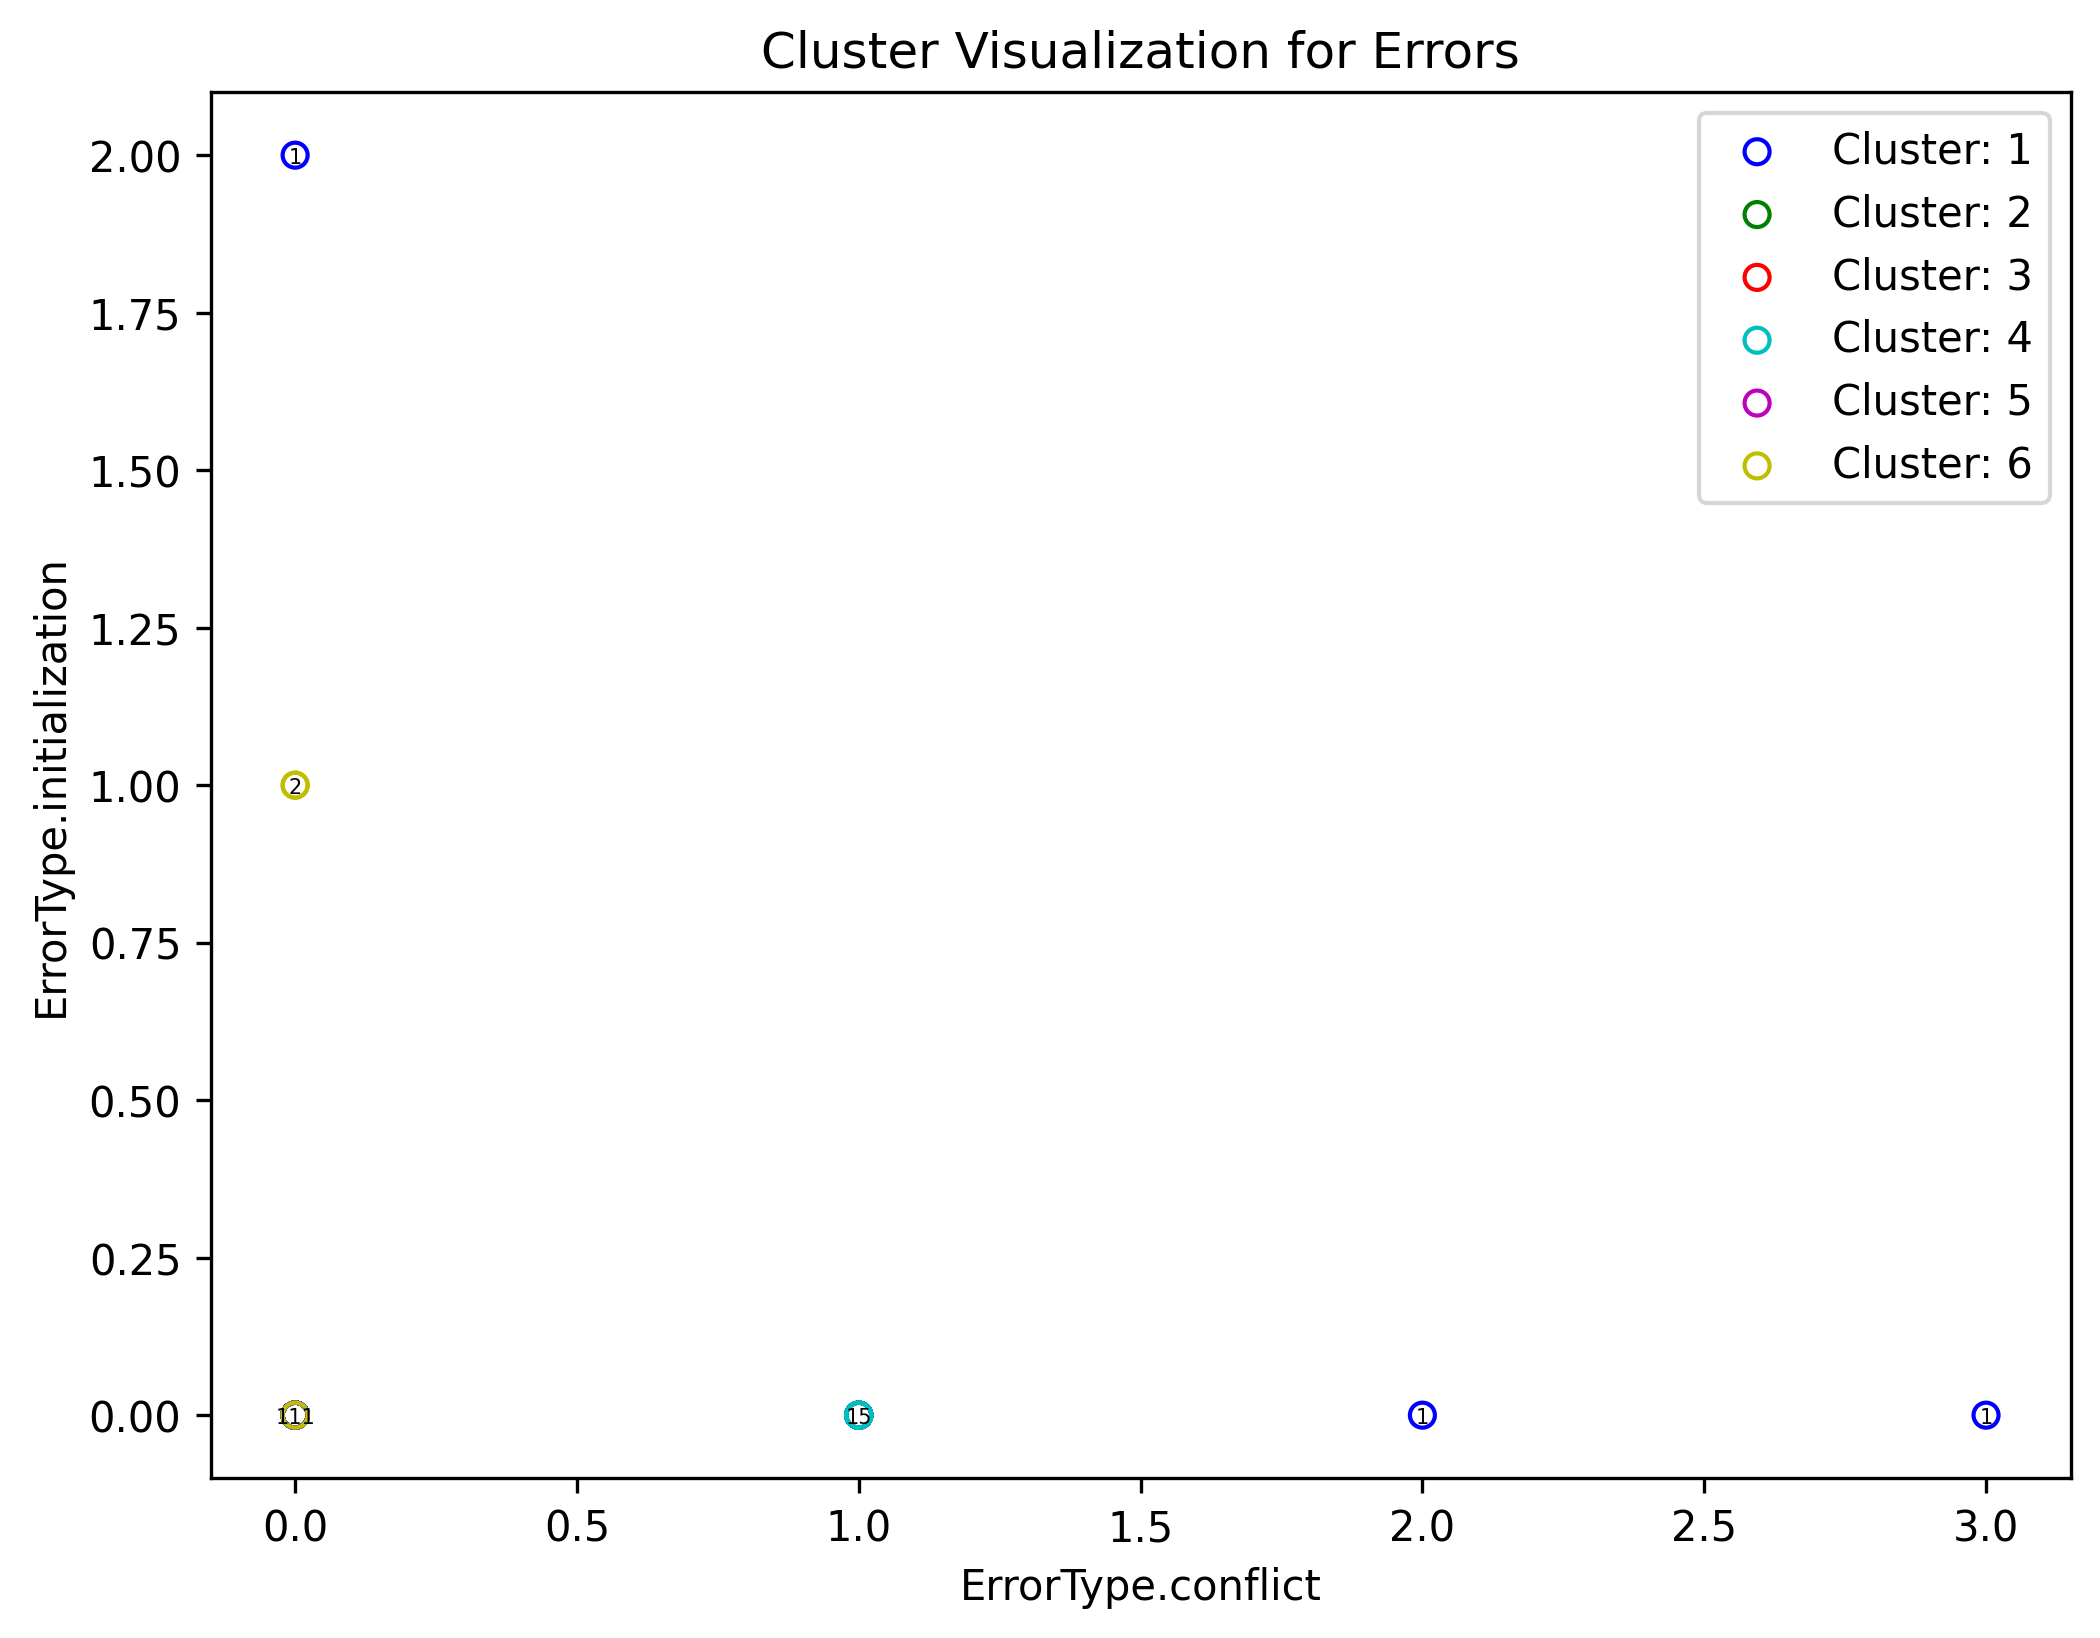 Cluster Visualization for Errors
Cluster: 1
Cluster: 2
Cluster: 3
Cluster: 4
Cluster: 5
Cluster: 6
2.00
1.75
1.50
1.25
1.00
0.75
0.50
0.25
0.00
ErrorType.initialization
1
2
111
15
1
1
0.0
0.5
1.0
1.5
2.0
2.5
3.0
ErrorType.conflict